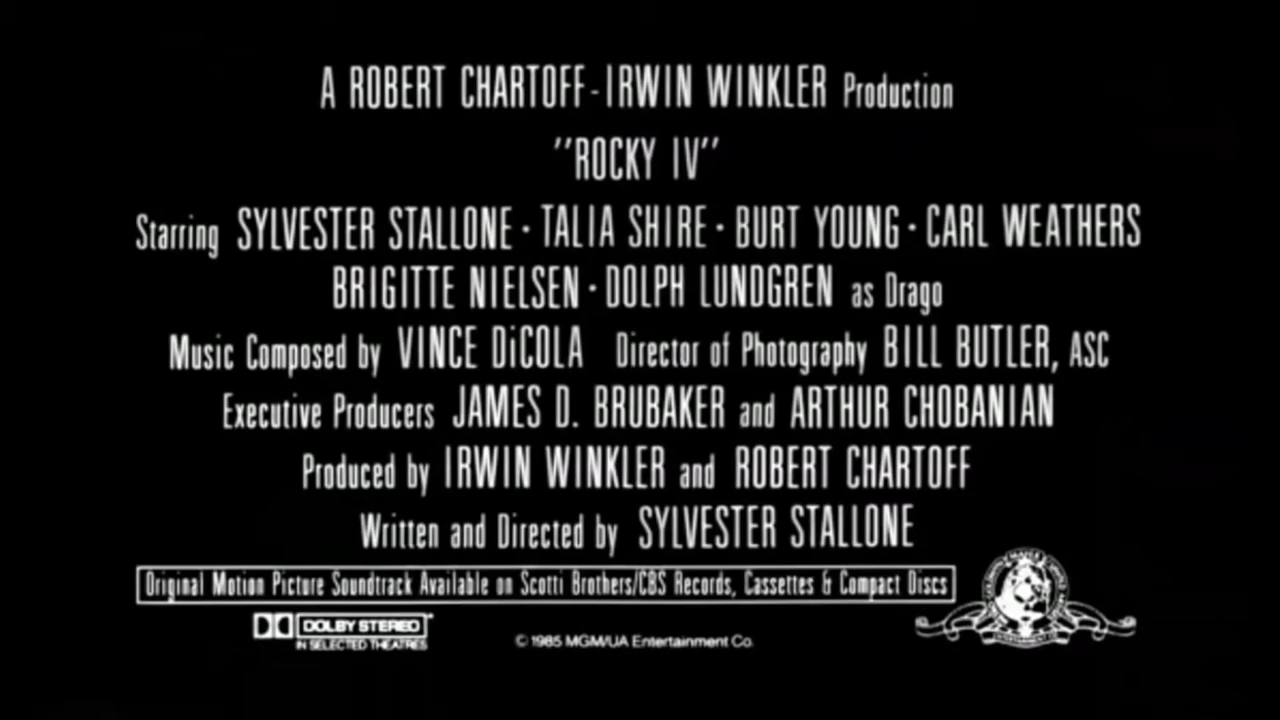 A ROBERT CHARTOFF-IRWIN WINKLER Production
"ROCKY IV"
Starring SYLVESTER STALLONE · TALIA SHIRE · BURT YOUNG · CARL WEATHERS
BRIGITTE NIELSEN · DOLPH LUNDGREN as Drago
Music Composed by VINCE DiCOLA Director of Photography BILL BUTLER, ASC
Executive Producers JAMES D. BRUBAKER and ARTHUR CHOBANIAN
Produced by IRWIN WINKLER and ROBERT CHARTOFF
Written and Directed by SYLVESTER STALLONE
Original Motion Picture Soundtrack Available on Scotti Brothers/CBS Records, Cassettes & Compact Discs
DOLBY STEREO
IN SELECTED THEATRES
© 1985 MGM/UA Entertainment Co.